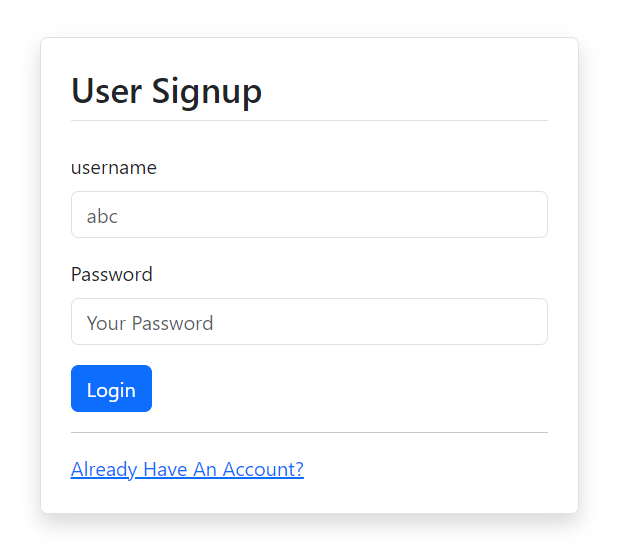 User Signup
username
abc
Password
Your Password
Login
Already Have An Account?